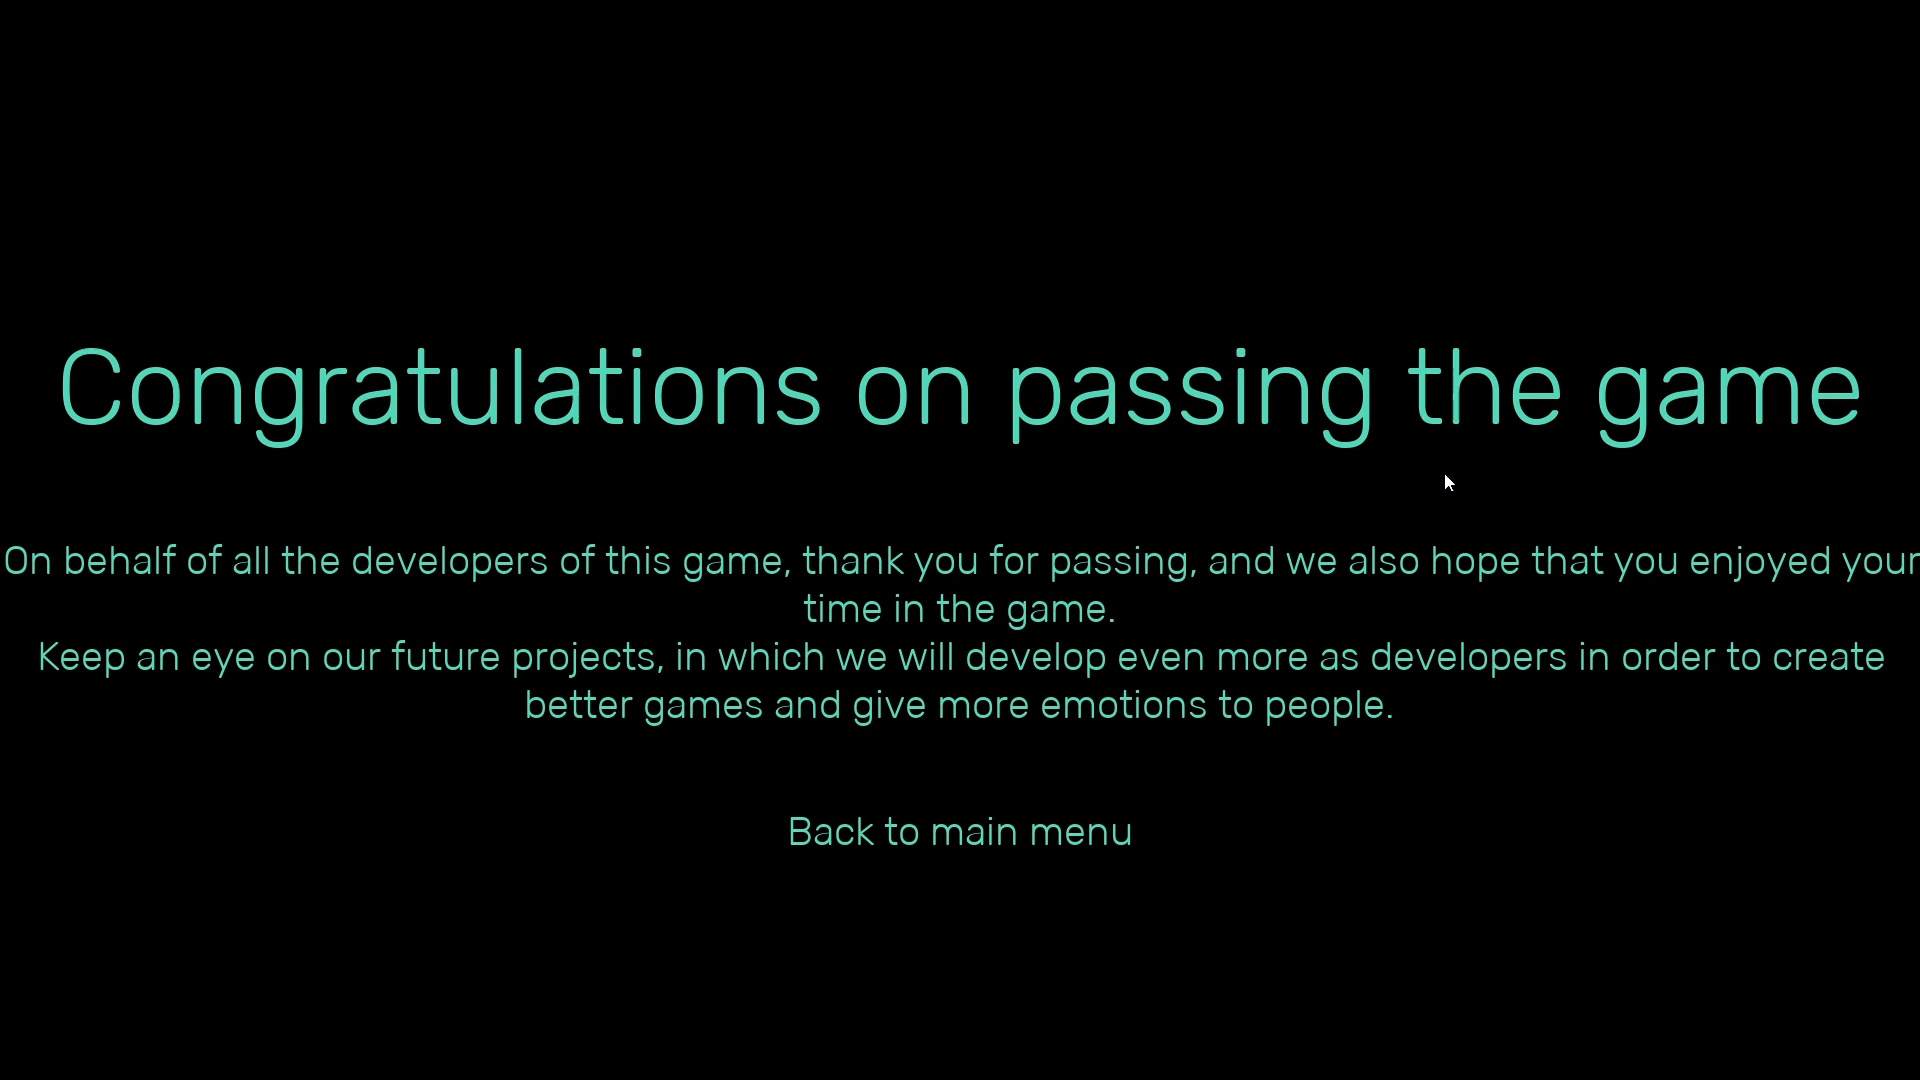 Congratulations on passing the game
On behalf of all the developers of this game, thank you for passing, and we also hope that you enjoyed your
time in the game.
Keep an eye on our future projects, in which we will develop even more as developers in order to create
better games and give more emotions to people.
Back to main menu